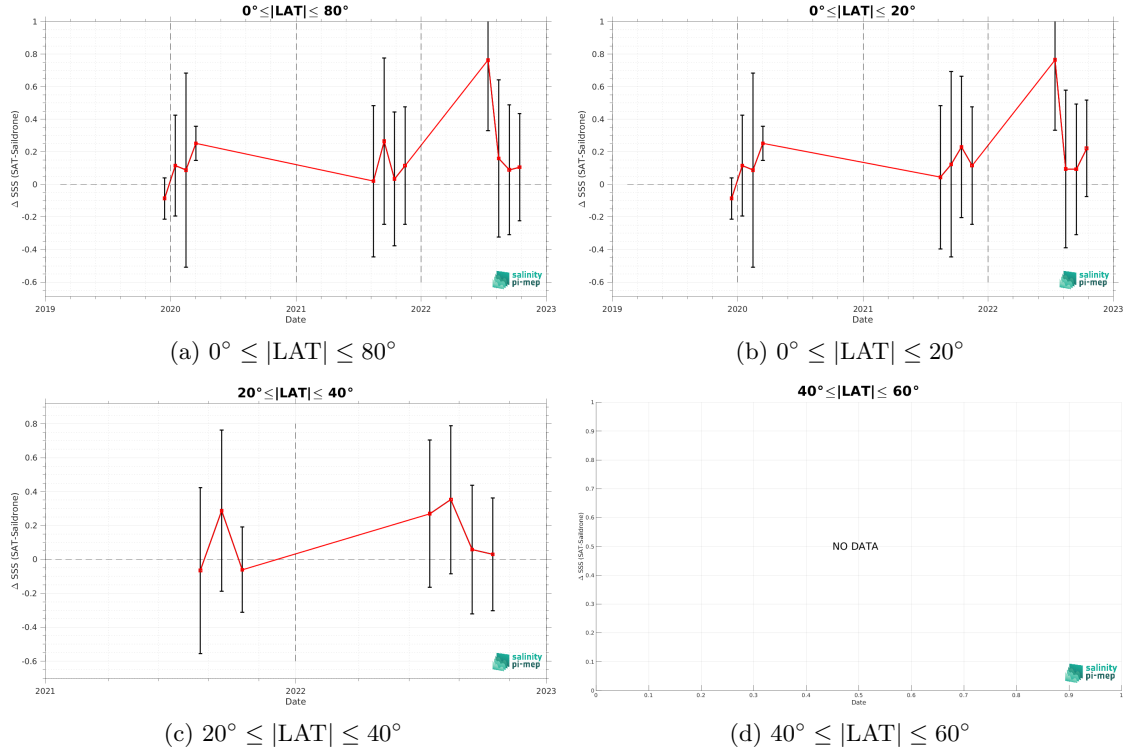 0°≤|LAT|≤ 80°
Δ SSS (SAT-Saildrone)
1
0.8
0.6
0.4
0.2
0
-0.2
-0.4
-0.6
salinity
pi-mep
2019 2020 2021 2022 2023
Date
(a) 0° ≤ |LAT| ≤ 80°
0°≤|LAT|≤ 20°
Δ SSS (SAT-Saildrone)
1
0.8
0.6
0.4
0.2
0
-0.2
-0.4
-0.6
salinity
pi-mep
2019 2020 2021 2022 2023
Date
(b) 0° ≤ |LAT| ≤ 20°
20°≤|LAT|≤ 40°
Δ SSS (SAT-Saildrone)
0.8
0.6
0.4
0.2
0
-0.2
-0.4
-0.6
salinity
pi-mep
2021 2022 2023
Date
(c) 20° ≤ |LAT| ≤ 40°
40°≤|LAT|≤ 60°
Δ SSS (SAT-Saildrone)
1
0.9
0.8
0.7
0.6
0.5
0.4
0.3
0.2
0.1
0
NO DATA
salinity
pi-mep
0 0.1 0.2 0.3 0.4 0.5 0.6 0.7 0.8 0.9 1
Date
(d) 40° ≤ |LAT| ≤ 60°